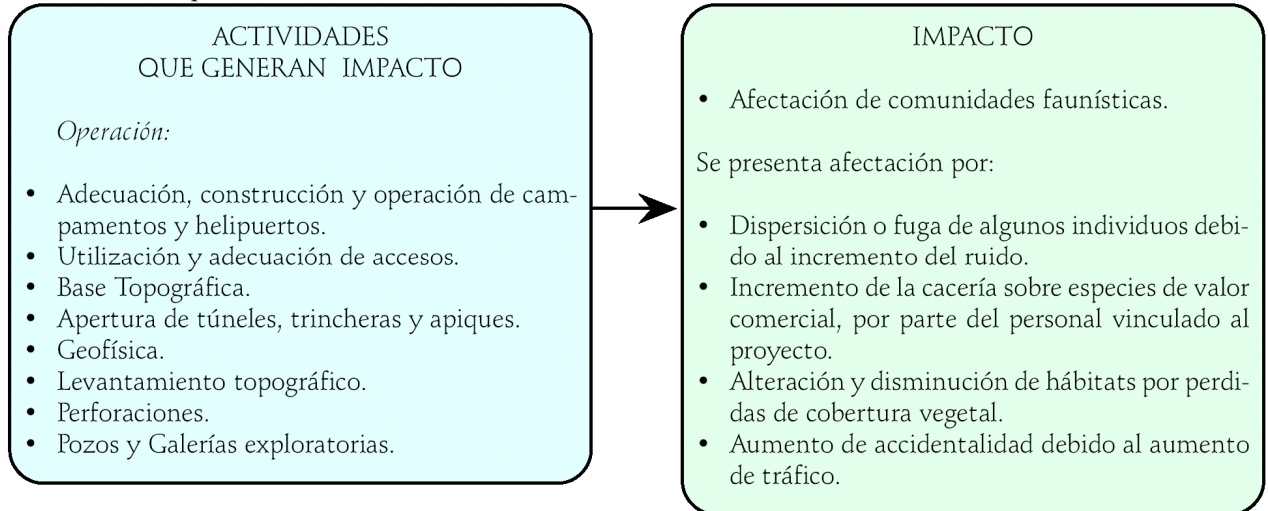 ACTIVIDADES
QUE GENERAN IMPACTO
Operación:
• Adecuación, construcción y operación de cam-
pamentos y helipuertos.
• Utilización y adecuación de accesos.
• Base Topográfica.
• Apertura de túneles, trincheras y apiques.
• Geofísica.
• Levantamiento topográfico.
• Perforaciones.
• Pozos y Galerías exploratorias.
IMPACTO
• Afectación de comunidades faunísticas.
Se presenta afectación por:
• Dispersición o fuga de algunos individuos debi-
do al incremento del ruido.
• Incremento de la cacería sobre especies de valor
comercial, por parte del personal vinculado al
proyecto.
• Alteración y disminución de hábitats por perdi-
das de cobertura vegetal.
• Aumento de accidentalidad debido al aumento
de tráfico.